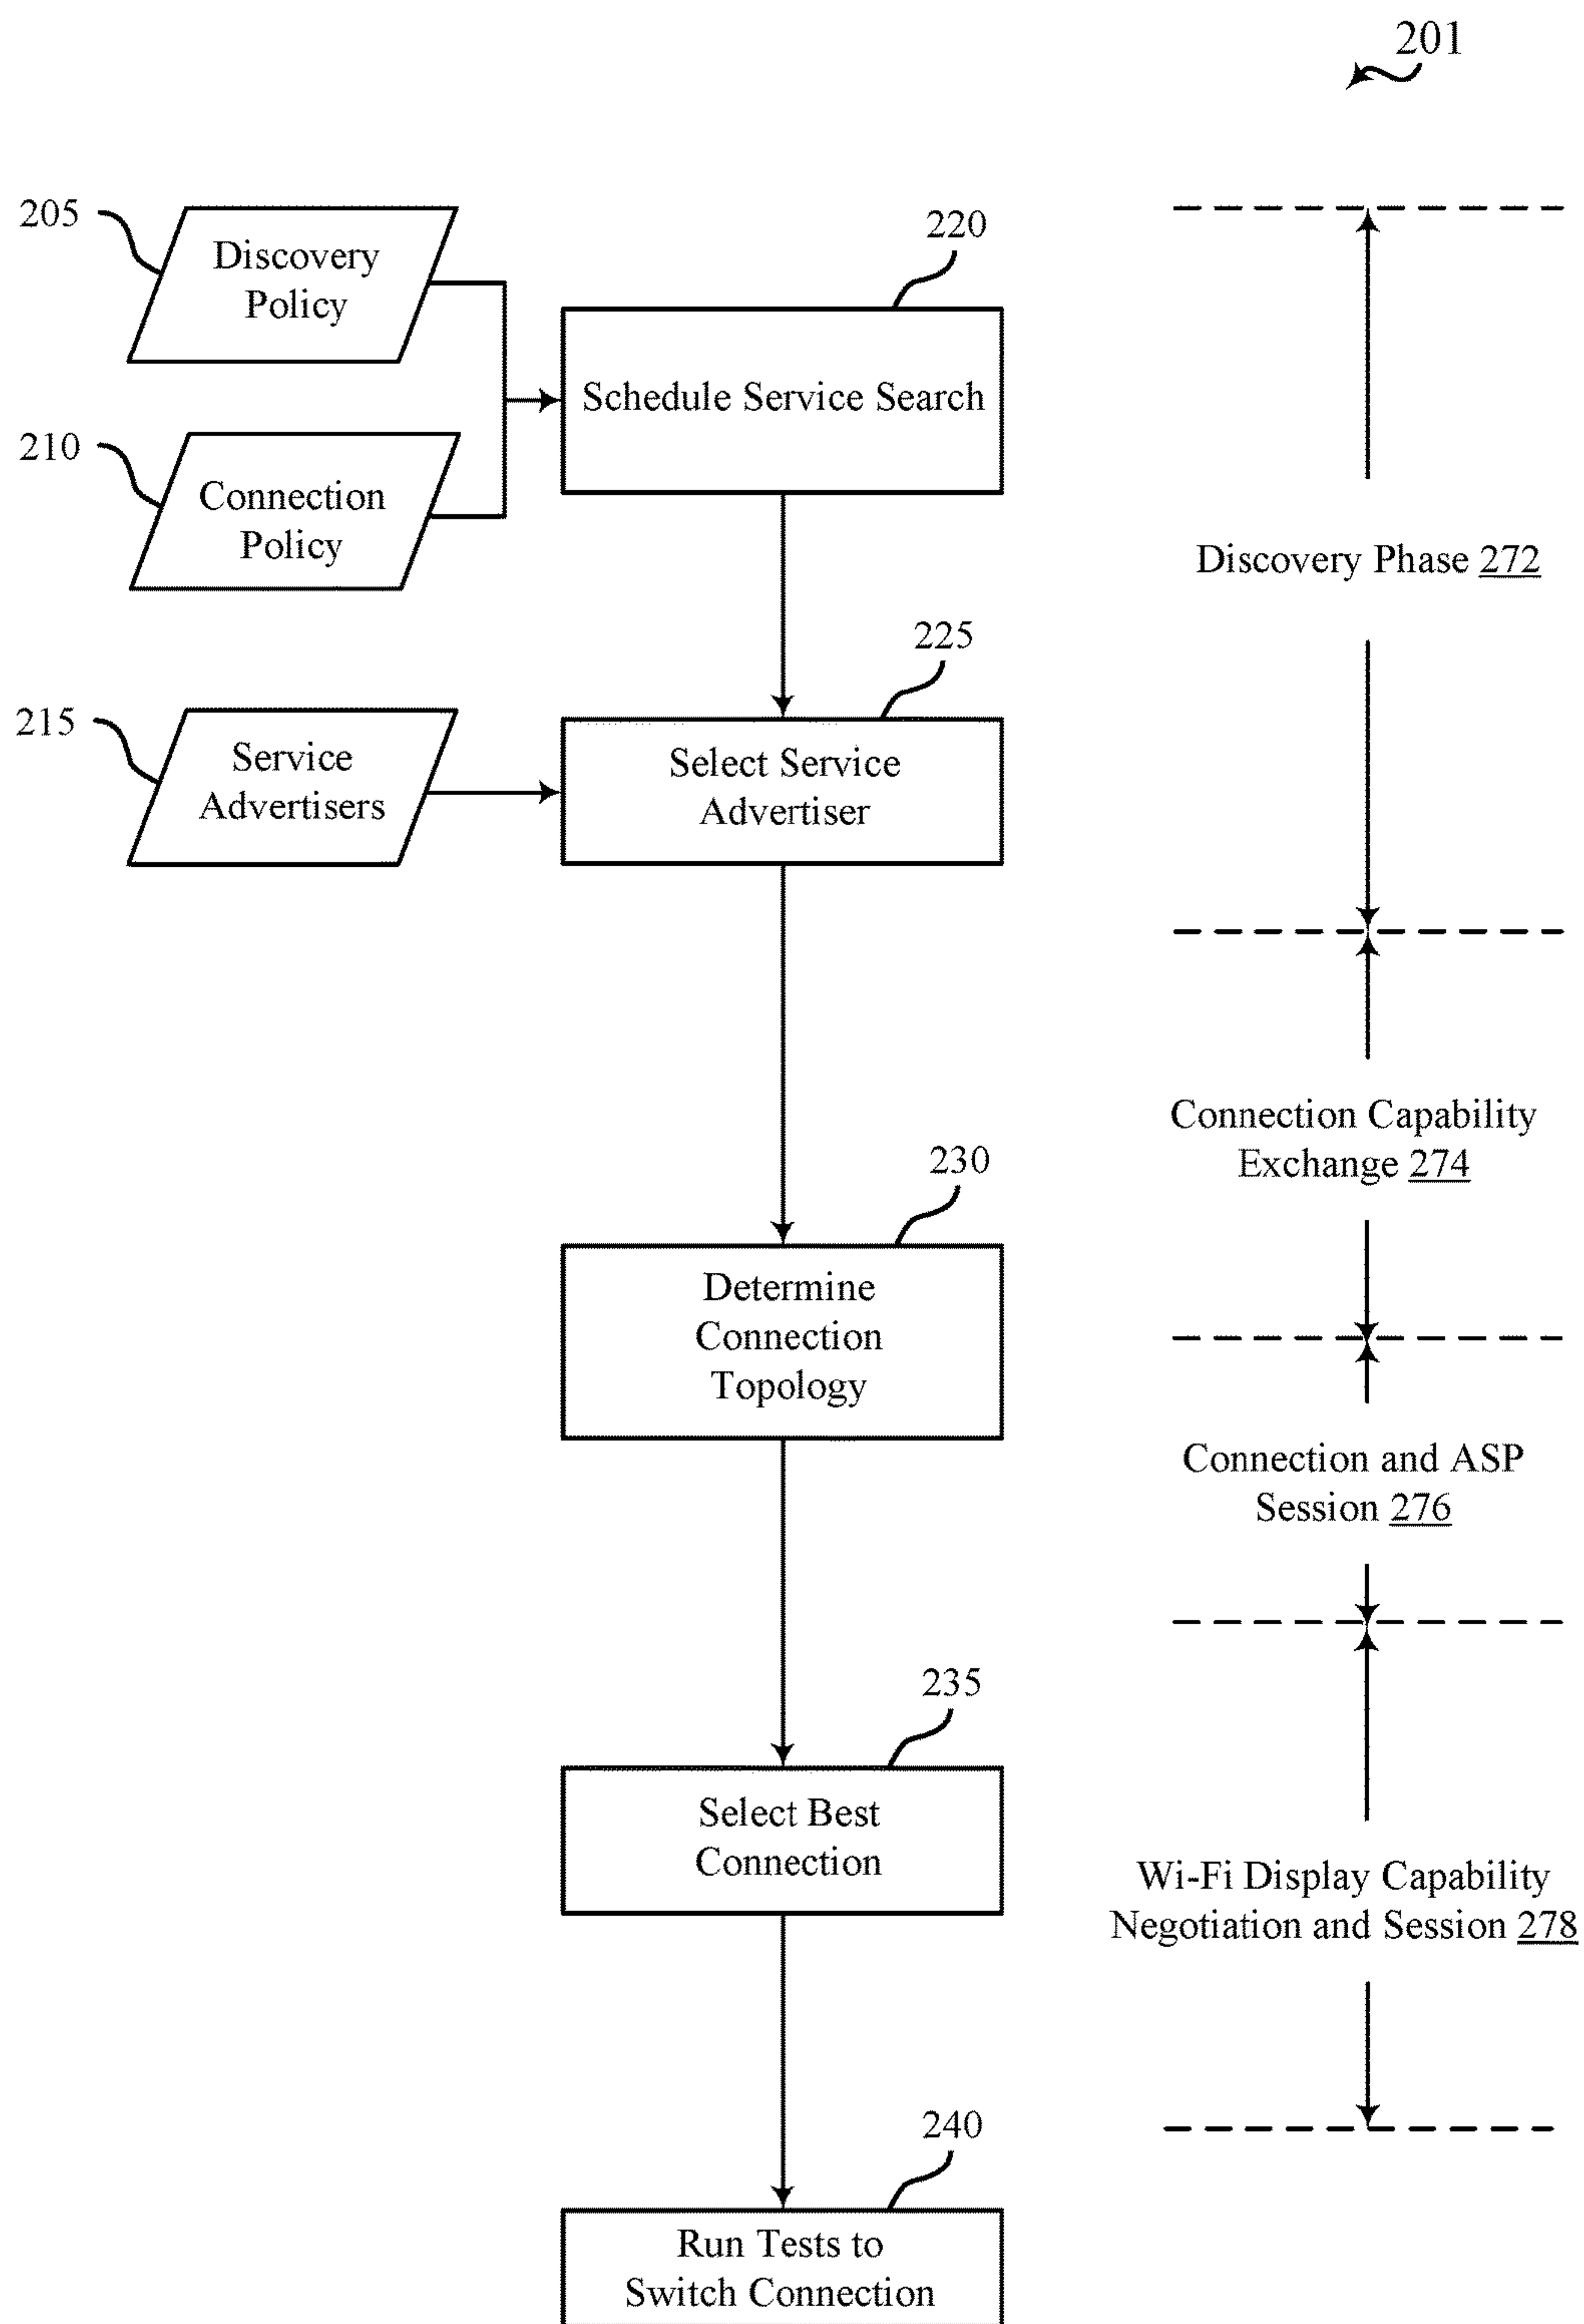 201
205
Discovery
Policy
220
Schedule Service Search
210
Connection
Policy
Discovery Phase 272
225
215
Service
Advertisers
Select Service
Advertiser
Connection Capability
Exchange 274
230
Determine
Connection
Topology
Connection and ASP
Session 276
235
Select Best
Connection
Wi-Fi Display Capability
Negotiation and Session 278
240
Run Tests to
Switch Connection